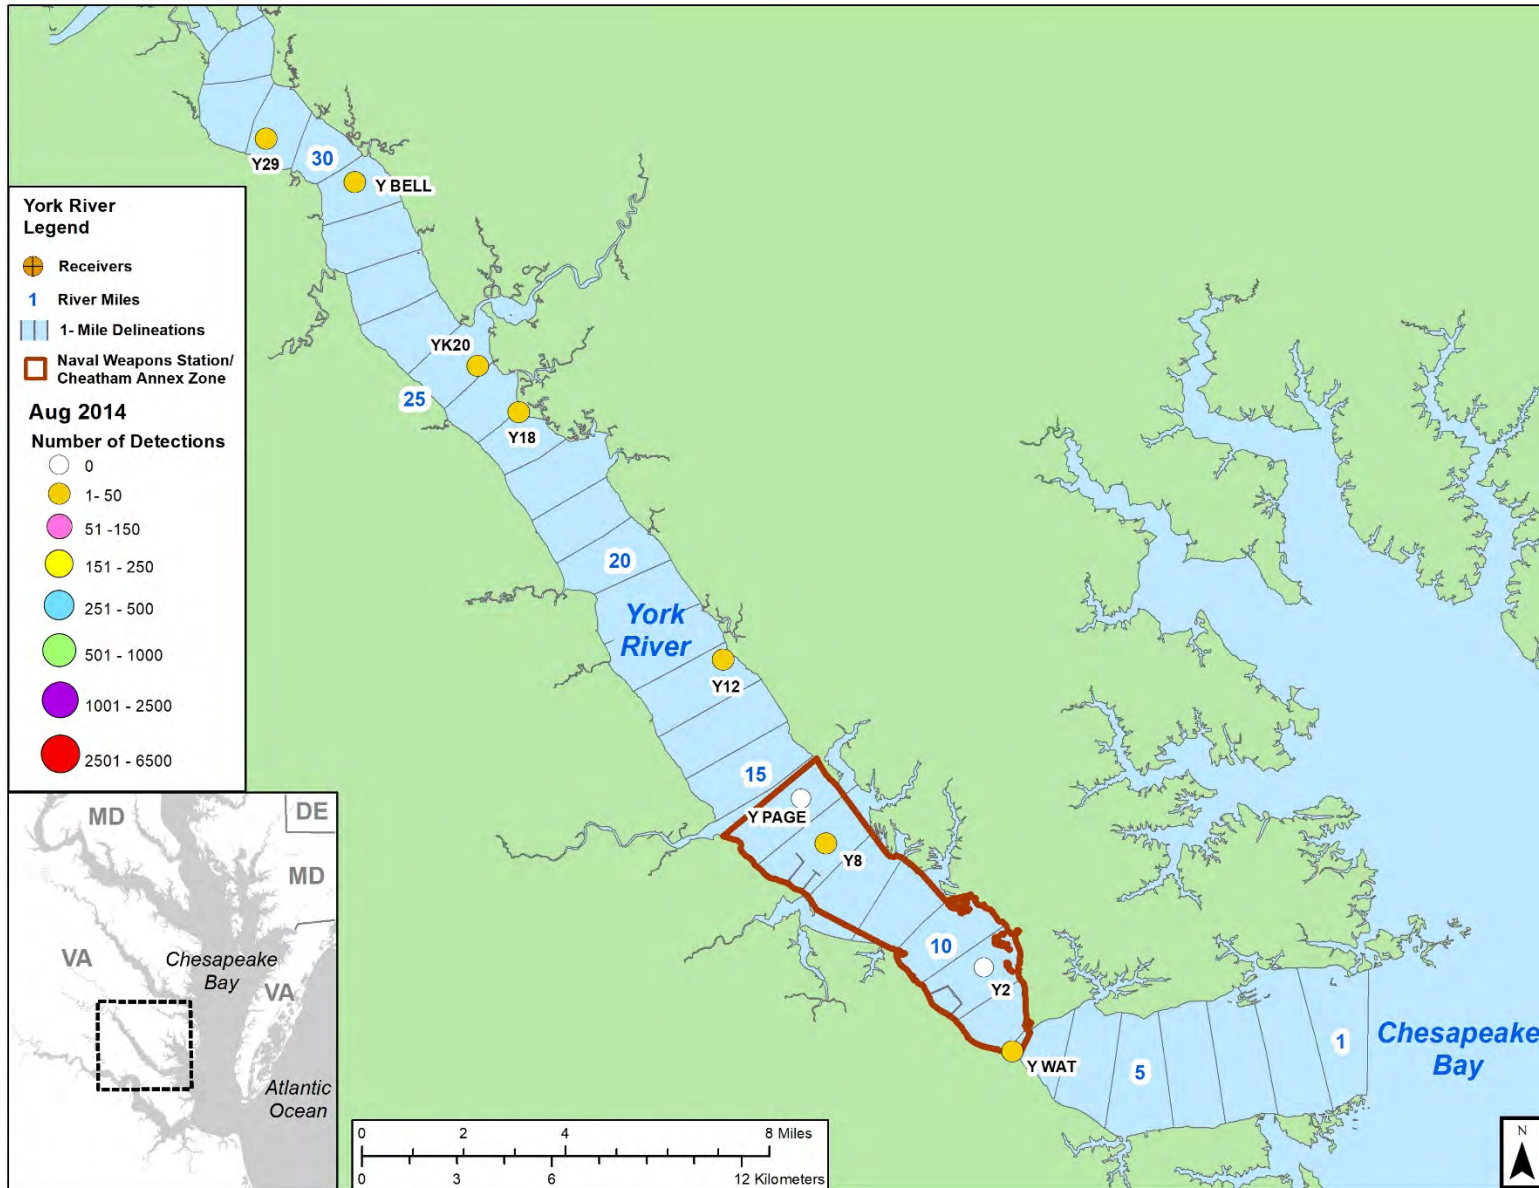 Y29
30
Y BELL
YK20
25
Y18
20
York
River
Y12
15
Y PAGE
Y8
10
Y2
Y WAT
5
1
Chesapeake
Bay
York River
Legend
Receivers
1 River Miles
1- Mile Delineations
Naval Weapons Station/
Cheatham Annex Zone
Aug 2014
Number of Detections
0
1- 50
51 -150
151 - 250
251 - 500
501 - 1000
1001 - 2500
2501 - 6500
MD
DE
MD
VA
Chesapeake
Bay
VA
Atlantic
Ocean
0 2 4 8 Miles
0 3 6 12 Kilometers
N